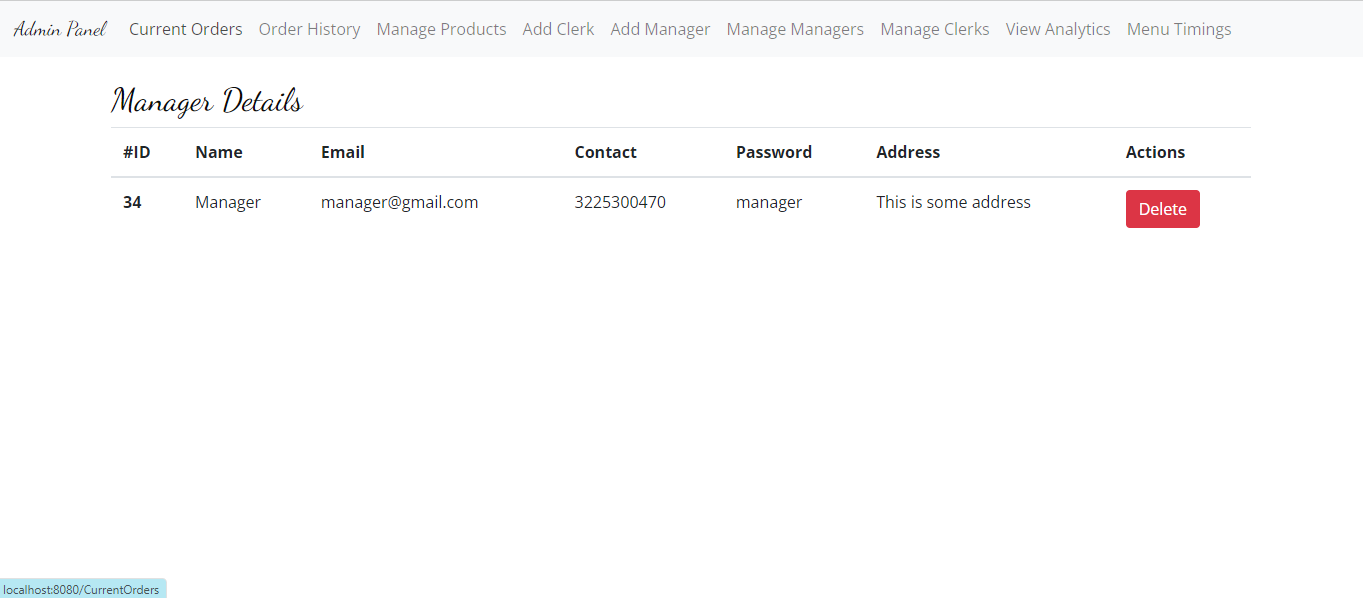 Admin Panel Current Orders Order History Manage Products Add Clerk Add Manager Manage Managers Manage Clerks View Analytics Menu Timings
Manager Details
#ID Name Email Contact Password Address Actions
34 Manager manager@gmail.com 3225300470 manager This is some address Delete
localhost:8080/CurrentOrders